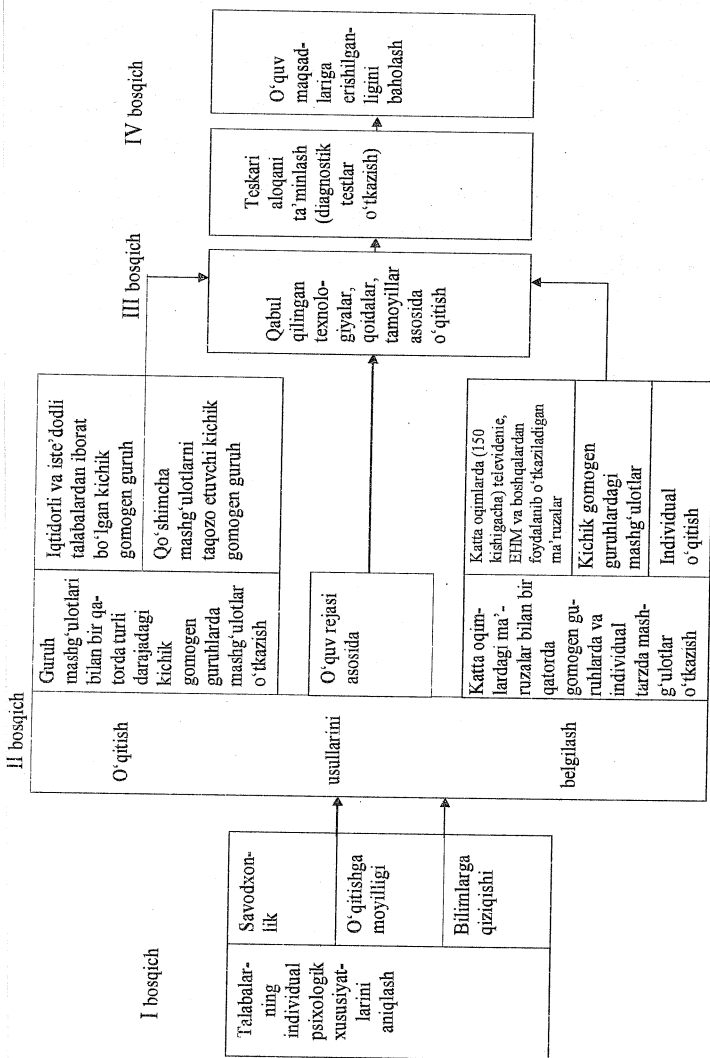 I bosqich
Talabalar-
ning
individual
psixologik
xususiyat-
larini
aniqlash
Savodxon-
lik
O‘qitishga
moyilligi
Bilimlarga
qiziqishi
II bosqich
O‘qitish
usullarini
belgilash
Guruh
mashg‘ulotlari
bilan bir qa-
torda turli
darajadagi
kichik
gomogen
guruhlarda
mashg‘ulotlar
o‘tkazish
Iqtidorli va iste’dodli
talabalardan iborat
bo‘lgan kichik
gomogen guruh
Qo‘shimcha
mashg‘ulotlarni
taqozo etuvchi kichik
gomogen guruh
O‘quv rejasi
asosida
Katta oqim-
lardagi ma’-
ruzalar bilan bir
qatorda
gomogen gu-
ruhlarda va
individual
tarzda mash-
g‘ulotlar
o‘tkazish
Katta oqimlarda (150
kishigacha) televidenie,
EHM va boshqalardan
foydalanib o‘tkaziladigan
ma’ruzalar
Kichik gomogen
guruhlardagi
mashg‘ulotlar
Individual
o‘qitish
III bosqich
Qabul
qilingan
texnolo-
giyalar,
qoidalar,
tamoyillar
asosida
o‘qitish
IV bosqich
Teskari
aloqani
ta’minlash
(diagnostik
testlar
o‘tkazish)
O‘quv
maqsad-
lariga
erishilgan-
ligini
baholash